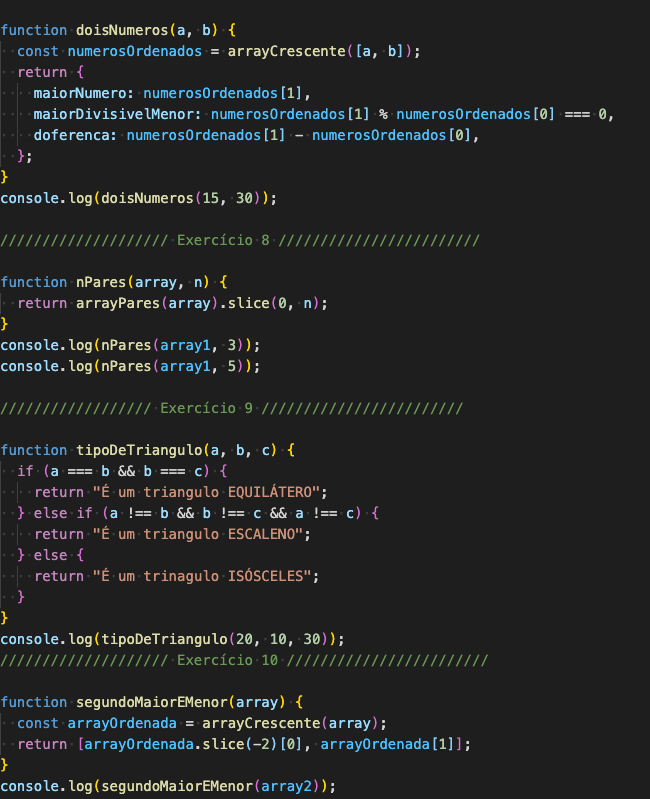 function doisNumeros(a, b) {
  const numerosOrdenados = arrayCrescente([a, b]);
  return {
    maiorNumero: numerosOrdenados[1],
    maiorDivisivelMenor: numerosOrdenados[1] % numerosOrdenados[0] === 0,
    doferenca: numerosOrdenados[1] - numerosOrdenados[0],
  };
}
console.log(doisNumeros(15, 30));
//////////////////// Exercício 8 ////////////////////////
function nPares(array, n) {
  return arrayPares(array).slice(0, n);
}
console.log(nPares(array1, 3));
console.log(nPares(array1, 5));
////////////////// Exercício 9 ////////////////////////
function tipoDeTriangulo(a, b, c) {
  if (a === b && b === c) {
    return "É um triangulo EQUILÁTERO";
  } else if (a !== b && b !== c && a !== c) {
    return "É um triangulo ESCALENO";
  } else {
    return "É um trinagulo ISÓSCELES";
  }
}
console.log(tipoDeTriangulo(20, 10, 30));
//////////////////// Exercício 10 ////////////////////////
function segundoMaiorEMenor(array) {
  const arrayOrdenada = arrayCrescente(array);
  return [arrayOrdenada.slice(-2)[0], arrayOrdenada[1]];
}
console.log(segundoMaiorEMenor(array2));